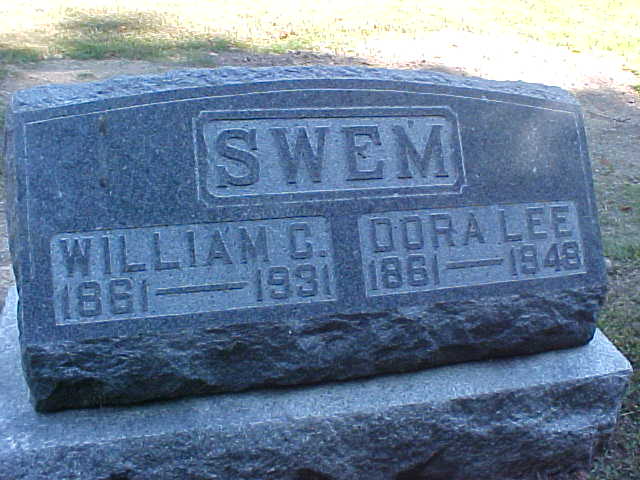 SWEM
WILLIAM C.
1861 — 1931
DORA LEE
1861 — 1948